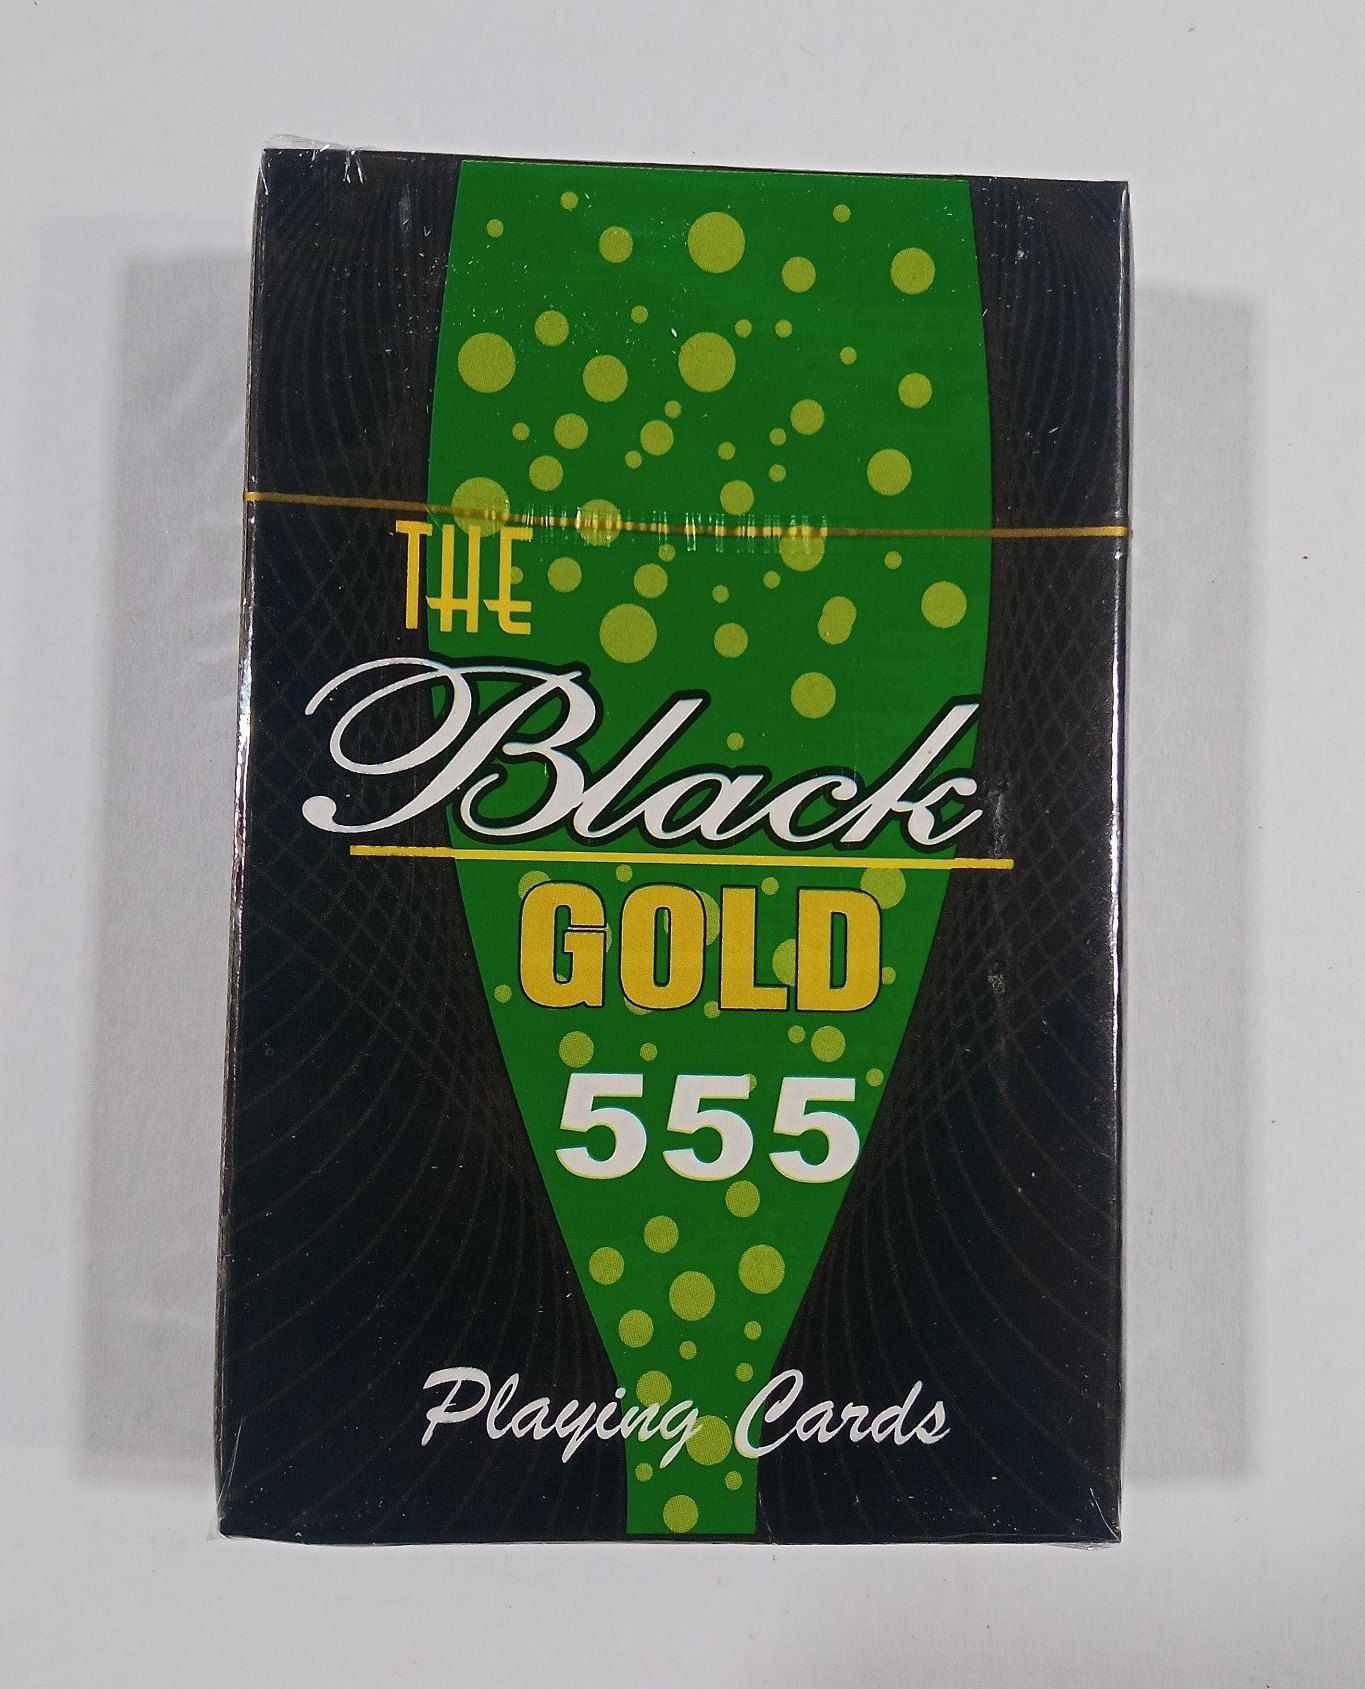 THE
Black
GOLD
555
Playing Cards